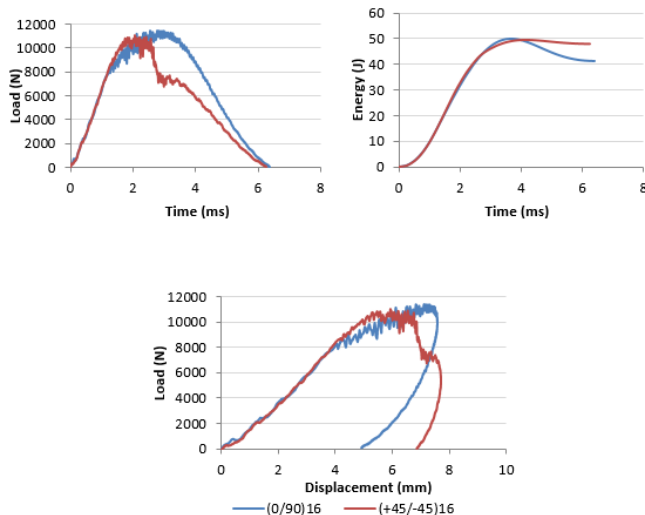 12000
10000
8000
6000
4000
2000
0
Load (N)
0 2 4 6 8
Time (ms)
60
50
40
30
20
10
0
Energy (J)
0 2 4 6 8
Time (ms)
12000
10000
8000
6000
4000
2000
0
Load (N)
0 2 4 6 8 10
Displacement (mm)
(0/90)16 (+45/-45)16